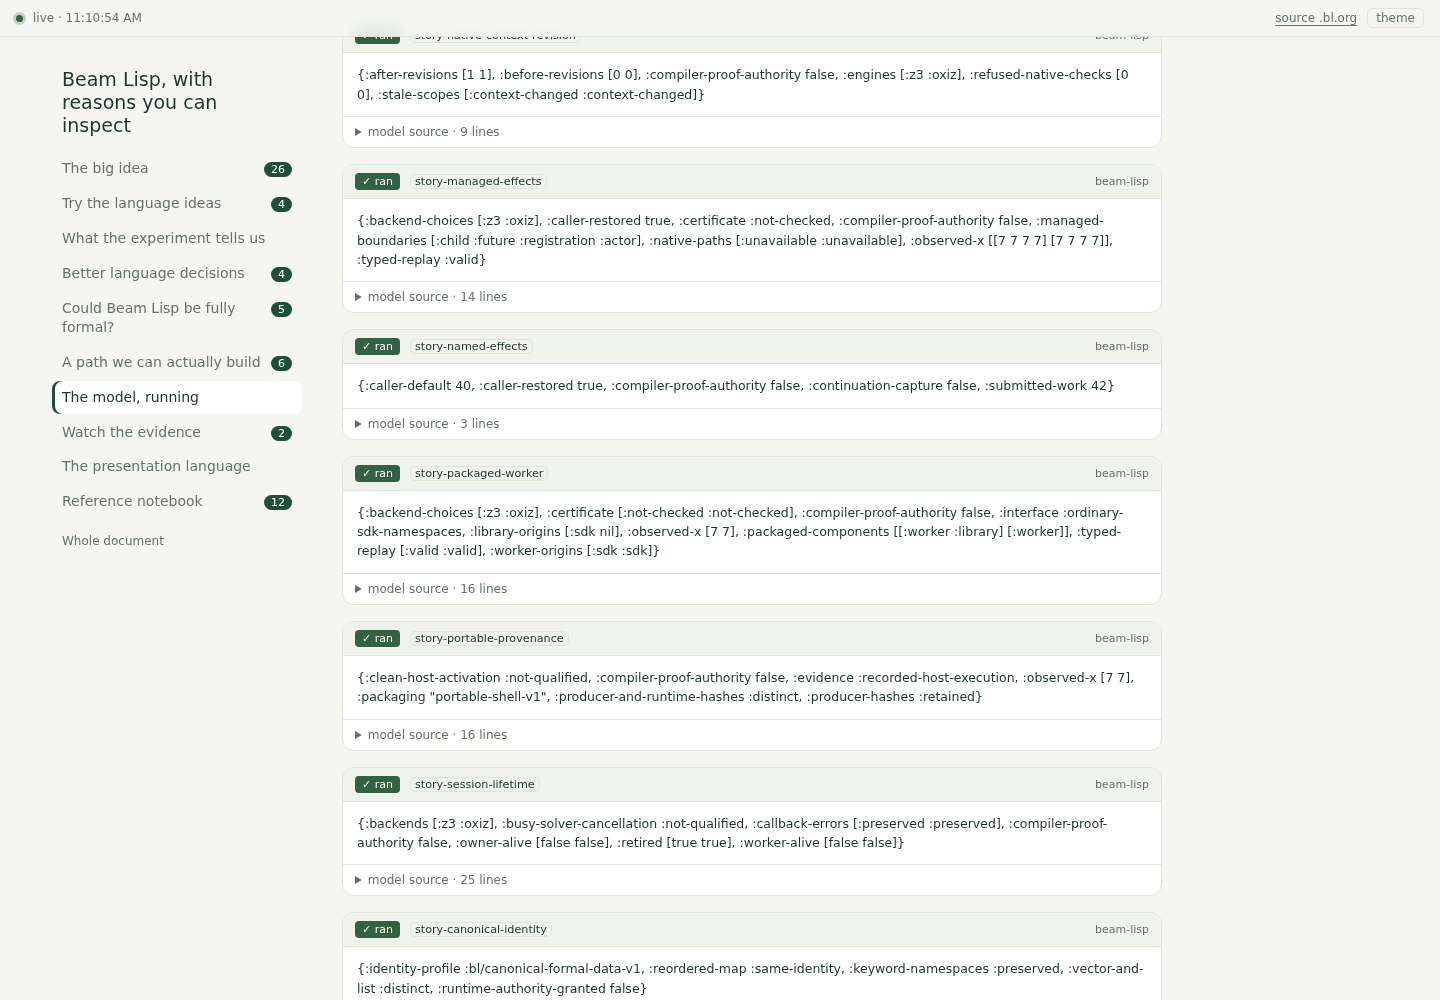 live · 11:10:54 AM
source .bl.org
theme
Beam Lisp, with
reasons you can
inspect
The big idea 26
Try the language ideas 4
What the experiment tells us
Better language decisions 4
Could Beam Lisp be fully
formal? 5
A path we can actually build 6
The model, running
Watch the evidence 2
The presentation language
Reference notebook 12
Whole document
✓ ran story-native-context-revision beam-lisp
{:after-revisions [1 1], :before-revisions [0 0], :compiler-proof-authority false, :engines [:z3 :oxiz], :refused-native-checks [0
0], :stale-scopes [:context-changed :context-changed]}
▶ model source · 9 lines
✓ ran story-managed-effects beam-lisp
{:backend-choices [:z3 :oxiz], :caller-restored true, :certificate :not-checked, :compiler-proof-authority false, :managed-
boundaries [:child :future :registration :actor], :native-paths [:unavailable :unavailable], :observed-x [[7 7 7 7] [7 7 7 7]],
:typed-replay :valid}
▶ model source · 14 lines
✓ ran story-named-effects beam-lisp
{:caller-default 40, :caller-restored true, :compiler-proof-authority false, :continuation-capture false, :submitted-work 42}
▶ model source · 3 lines
✓ ran story-packaged-worker beam-lisp
{:backend-choices [:z3 :oxiz], :certificate [:not-checked :not-checked], :compiler-proof-authority false, :interface :ordinary-
sdk-namespaces, :library-origins [:sdk nil], :observed-x [7 7], :packaged-components [[:worker :library] [:worker]], :typed-
replay [:valid :valid], :worker-origins [:sdk :sdk]}
▶ model source · 16 lines
✓ ran story-portable-provenance beam-lisp
{:clean-host-activation :not-qualified, :compiler-proof-authority false, :evidence :recorded-host-execution, :observed-x [7 7],
:packaging "portable-shell-v1", :producer-and-runtime-hashes :distinct, :producer-hashes :retained}
▶ model source · 16 lines
✓ ran story-session-lifetime beam-lisp
{:backends [:z3 :oxiz], :busy-solver-cancellation :not-qualified, :callback-errors [:preserved :preserved], :compiler-proof-
authority false, :owner-alive [false false], :retired [true true], :worker-alive [false false]}
▶ model source · 25 lines
✓ ran story-canonical-identity beam-lisp
{:identity-profile :bl/canonical-formal-data-v1, :reordered-map :same-identity, :keyword-namespaces :preserved, :vector-and-
list :distinct, :runtime-authority-granted false}